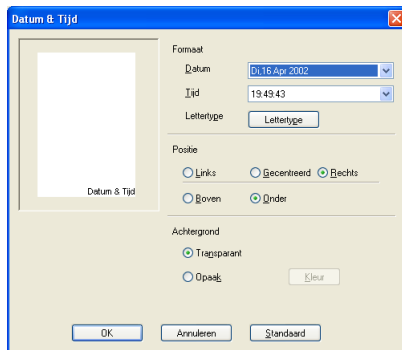 Datum & Tijd
Formaat
Datum
Di,16 Apr 2002
Tijd
19:49:43
Lettertype
Lettertype
Datum & Tijd
Positie
Links
Gecentreerd
Rechts
Boven
Onder
Achtergrond
Transparant
Opaak
Kleur
OK
Annuleren
Standaard